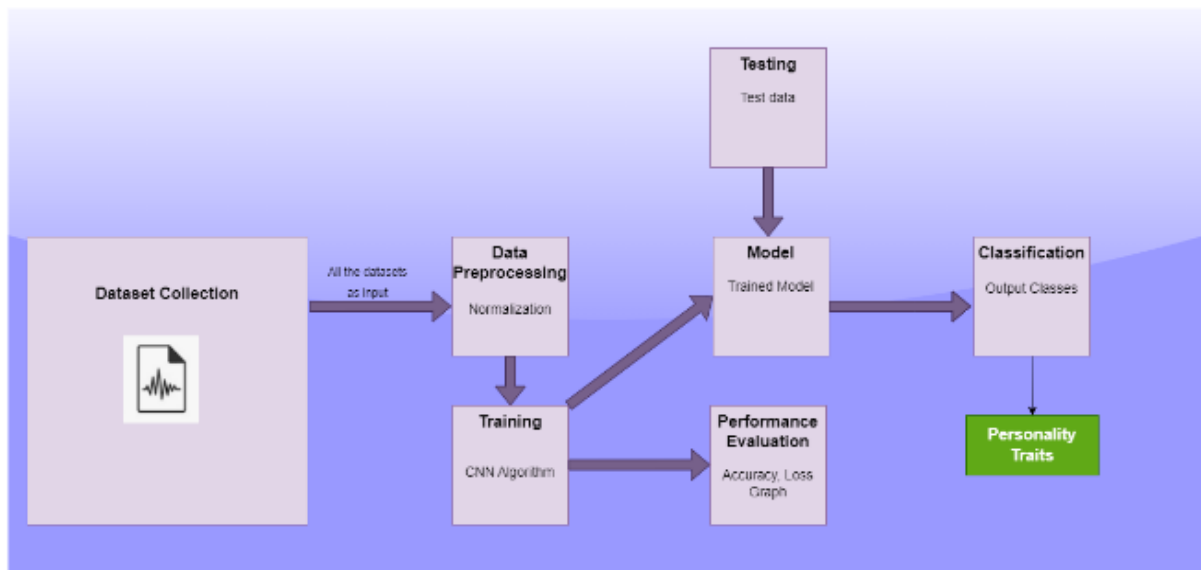 Testing
Test data
Dataset Collection
All the datasets
as input
Data
Preprocessing
Normalization
Model
Trained Model
Classification
Output Classes
Training
CNN Algorithm
Performance
Evaluation
Accuracy, Loss
Graph
Personality
Traits